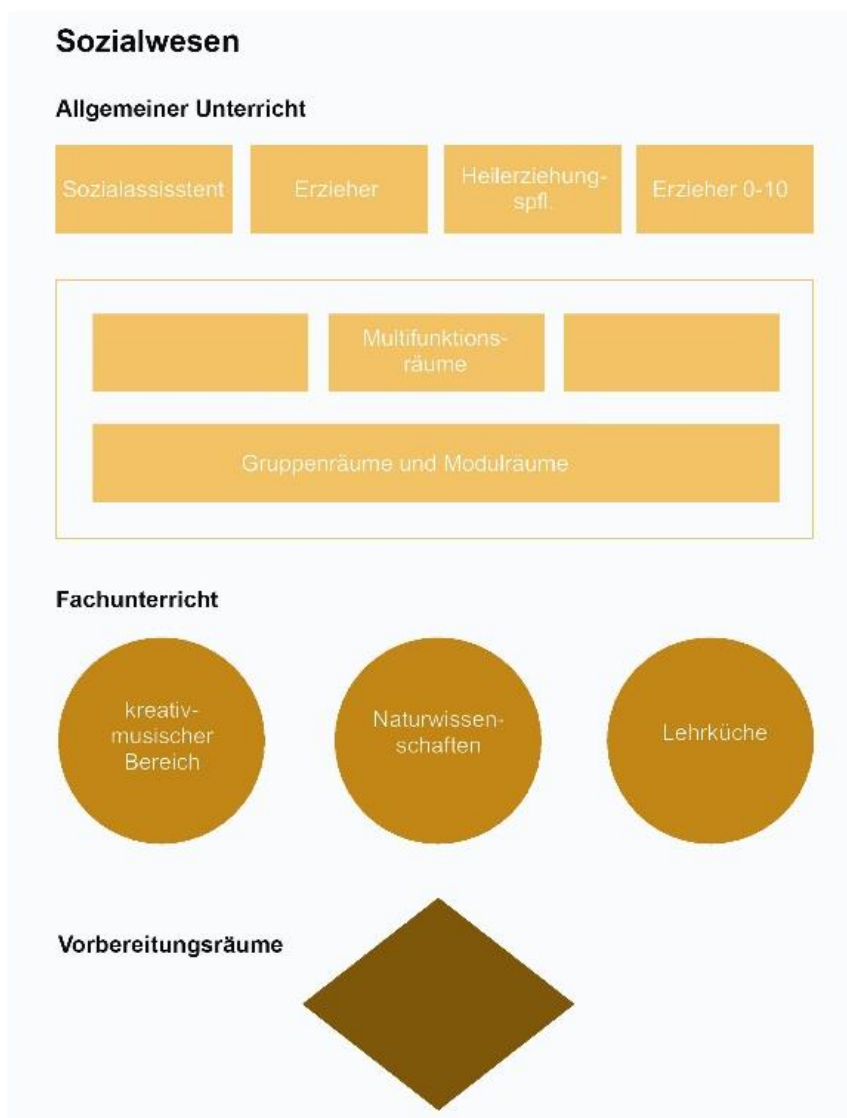 Sozialwesen
Allgemeiner Unterricht
Sozialassisstent
Erzieher
Heilerziehung-
spfl.
Erzieher 0-10
Multifunktions-
räume
Gruppenräume und Modulräume
Fachunterricht
kreativ-
musischer
Bereich
Naturwissen-
schaften
Lehrküche
Vorbereitungsräume